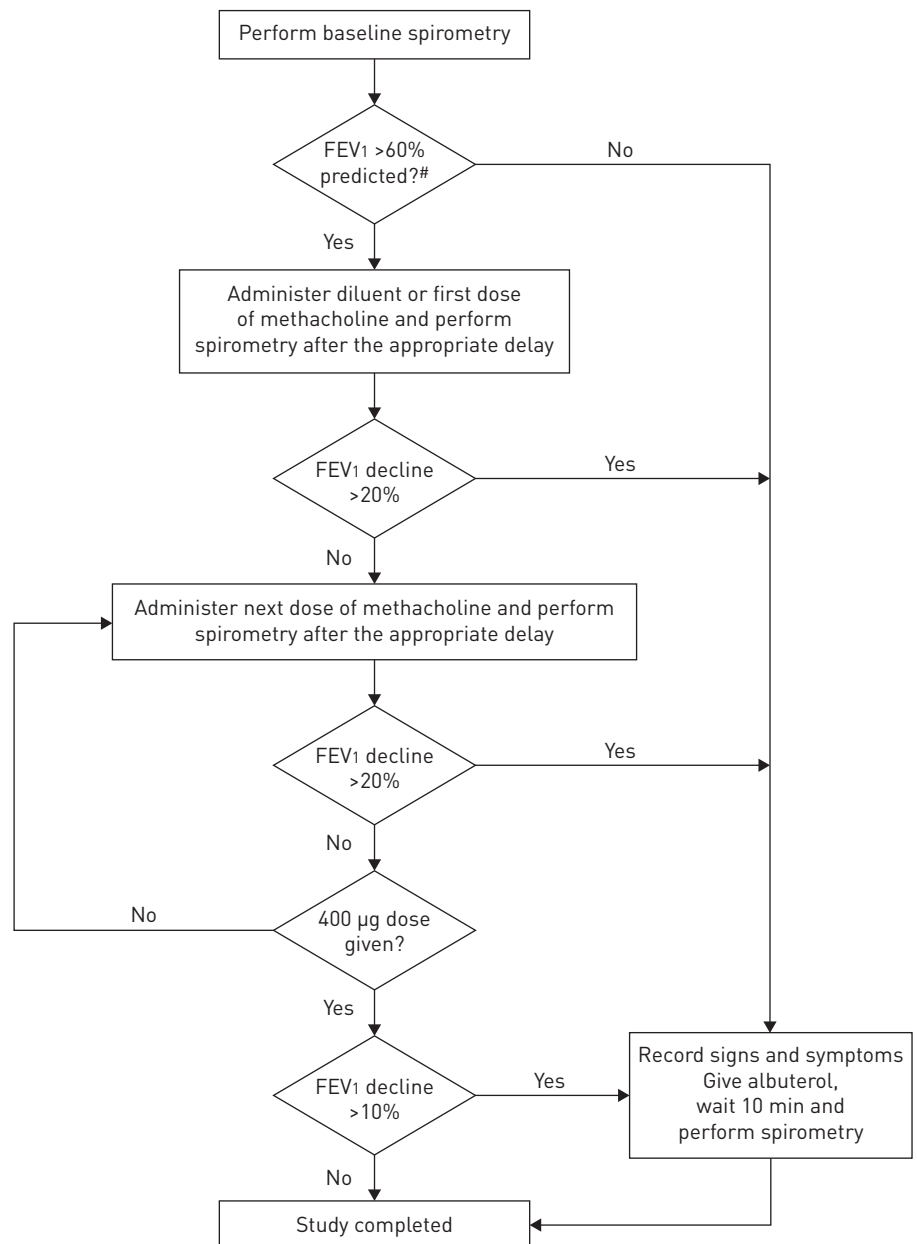 Perform baseline spirometry
FEV1 >60%
predicted?#
No
Yes
Administer diluent or first dose
of methacholine and perform
spirometry after the appropriate delay
FEV1 decline
>20%
Yes
No
Administer next dose of methacholine and perform
spirometry after the appropriate delay
FEV1 decline
>20%
Yes
No
400 µg dose
given?
No
Yes
FEV1 decline
>10%
Yes
Record signs and symptoms
Give albuterol,
wait 10 min and
perform spirometry
No
Study completed